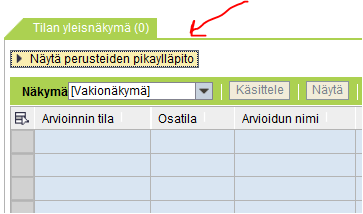 Tilan yleisnäkymä (0)
Näytä perusteiden pikaylläpito
Näkymä [Vakionäkymä] Käsittele Näytä
Arvioinnin tila Osatila Arvioidun nimi